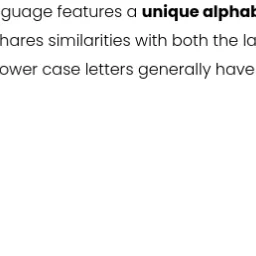 guage features a unique alphab
hares similarities with both the la
ower case letters generally have